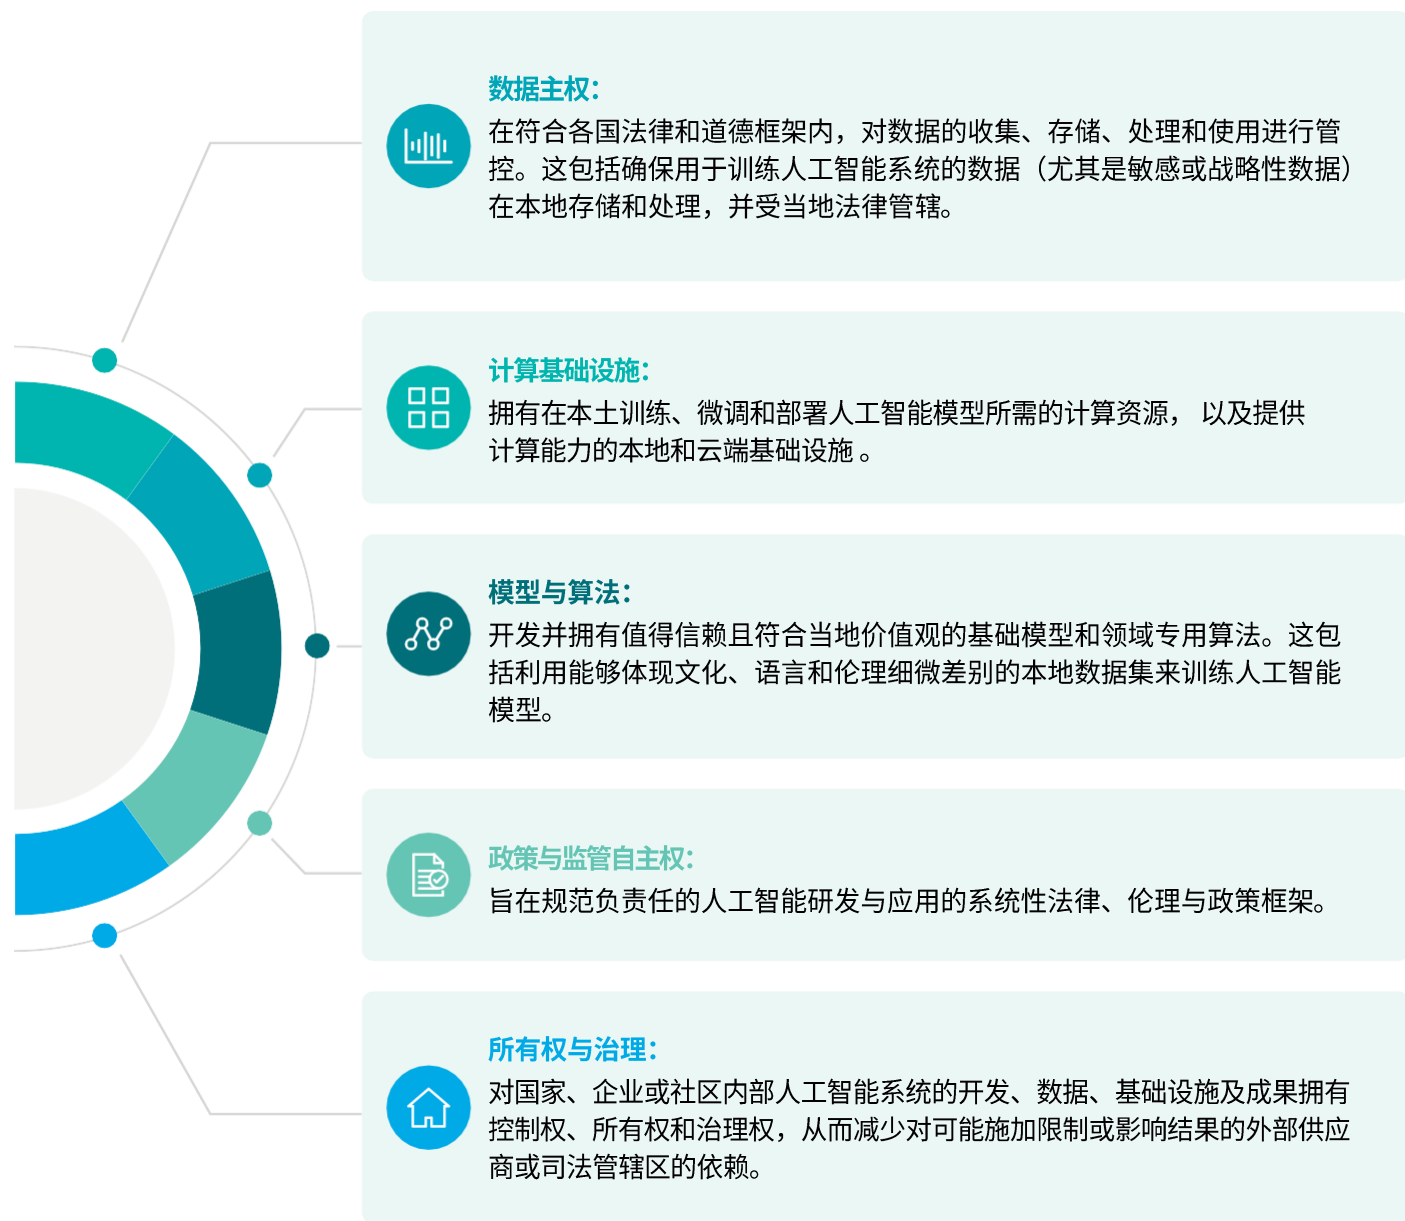 数据主权：
在符合各国法律和道德框架内，对数据的收集、存储、处理和使用进行管
控。这包括确保用于训练人工智能系统的数据（尤其是敏感或战略性数据）
在本地存储和处理，并受当地法律管辖。
计算基础设施：
拥有在本土训练、微调和部署人工智能模型所需的计算资源， 以及提供
计算能力的本地和云端基础设施 。
模型与算法：
开发并拥有值得信赖且符合当地价值观的基础模型和领域专用算法。这包
括利用能够体现文化、语言和伦理细微差别的本地数据集来训练人工智能
模型。
政策与监管自主权：
旨在规范负责任的人工智能研发与应用的系统性法律、伦理与政策框架。
所有权与治理：
对国家、企业或社区内部人工智能系统的开发、数据、基础设施及成果拥有
控制权、所有权和治理权，从而减少对可能施加限制或影响结果的外部供应
商或司法管辖区的依赖。